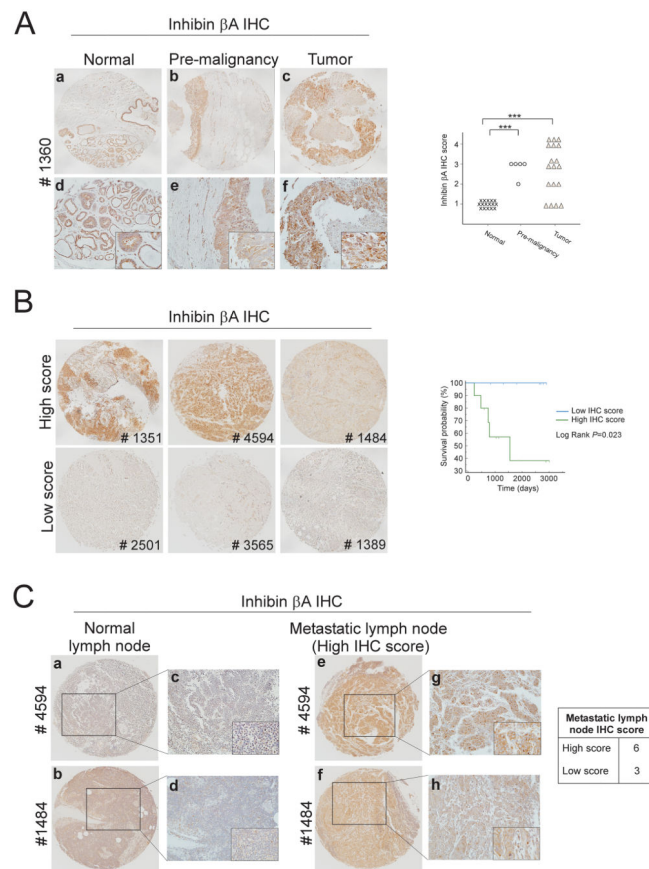 A
Inhibin βA IHC
Normal
Pre-malignancy
Tumor
# 1360
a
b
c
d
e
f
Inhibin βA IHC score
4
3
2
1
***
***
Normal
Pre-malignancy
Tumor
B
Inhibin βA IHC
High score
# 1351
# 4594
# 1484
Low score
# 2501
# 3565
# 1389
Survival probability (%)
100
90
80
70
60
50
40
30
0
1000
2000
3000
Time (days)
Low IHC score
High IHC score
Log Rank P=0.023
C
Inhibin βA IHC
Normal
lymph node
Metastatic lymph node
(High IHC score)
# 4594
a
c
# 4594
e
g
#1484
b
d
#1484
f
h
Metastatic lymph
node IHC score
High score 6
Low score 3